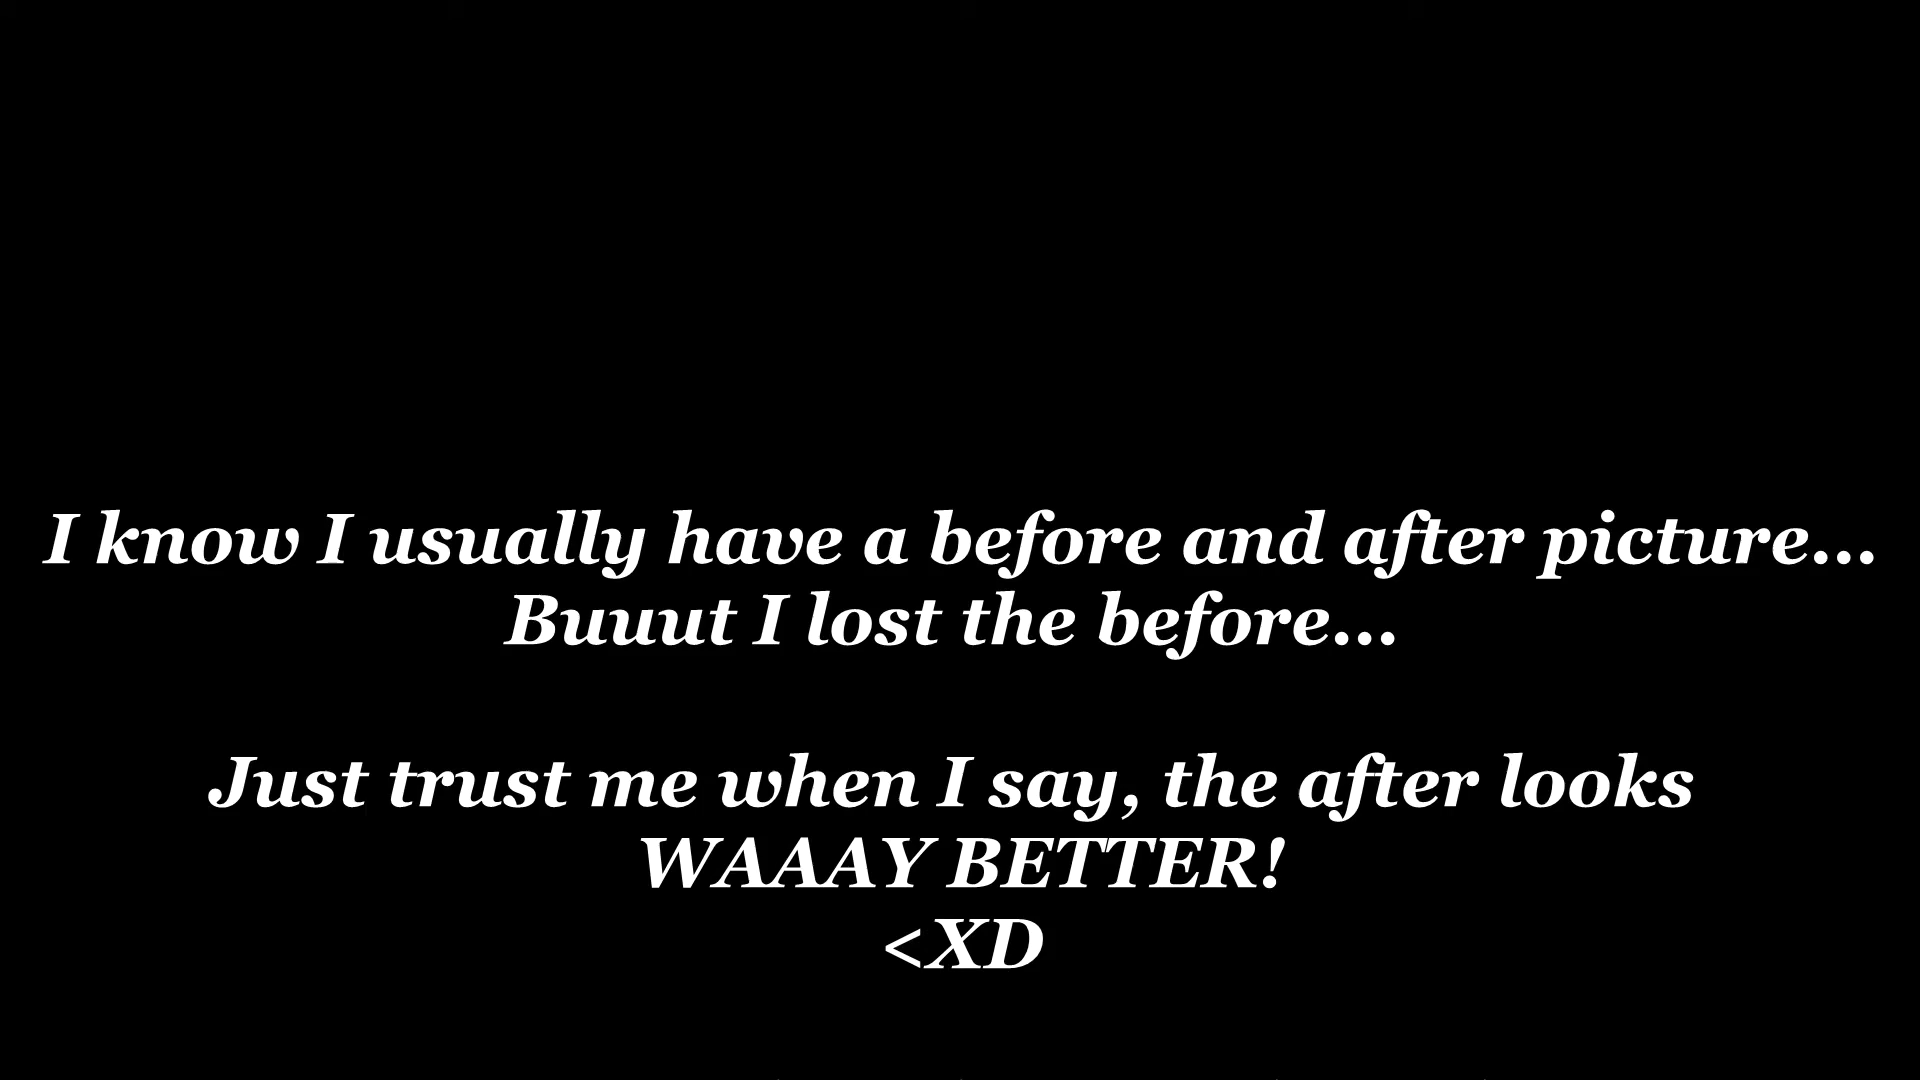 I know I usually have a before and after picture...
Buuut I lost the before...
Just trust me when I say, the after looks
WAAAY BETTER!
<XD